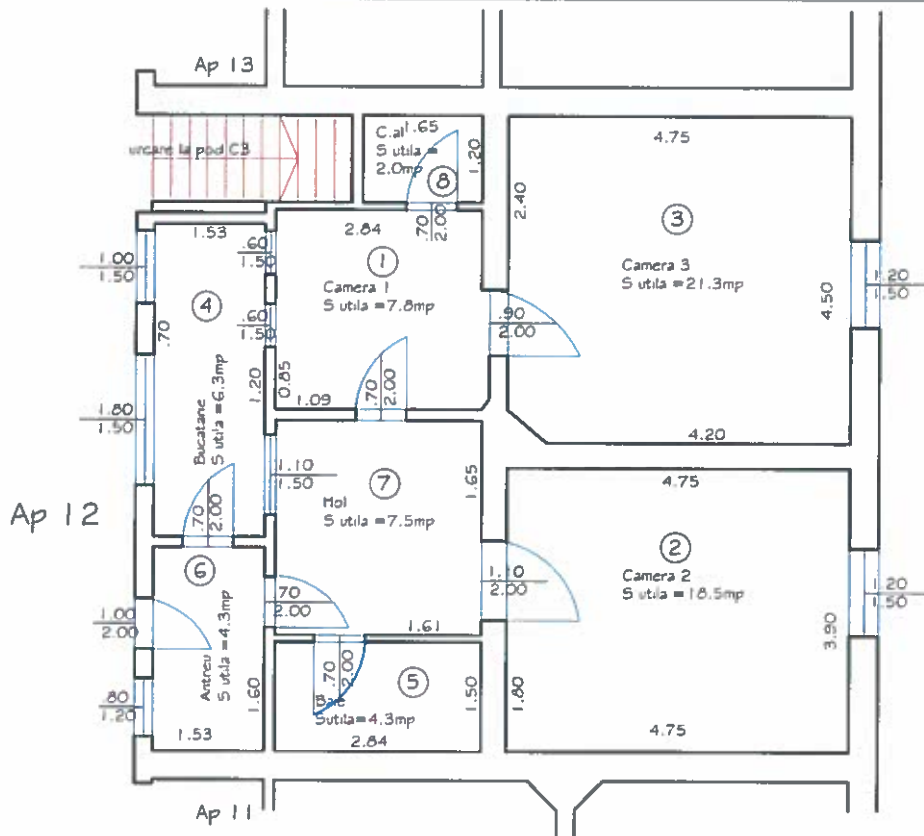 Ap 13
urcare la pod C3
C.al
1.65
S utila =
2.0mp
1.20
8
.70
2.00
4.75
2.40
3
Camera 3
S utila =21.3mp
4.50
1.20
1.50
4.20
1.53
1.00
1.50
.60
1.50
.60
1.50
4
.70
1.20
Bucatarie
S utila =6.3mp
1.80
1.50
.70
2.00
2.84
1
Camera 1
S utila =7.8mp
.90
2.00
0.85
1.09
.70
2.00
1.10
1.50
7
Hol
S utila =7.5mp
1.65
1.61
1.10
2.00
4.75
2
Camera 2
S utila =18.5mp
3.90
1.20
1.50
1.80
4.75
Ap 12
6
Antreu
S utila =4.3mp
1.00
2.00
.80
1.20
1.60
1.53
.70
2.00
.70
2.00
5
Baie
Sutila=4.3mp
1.50
2.84
Ap 11